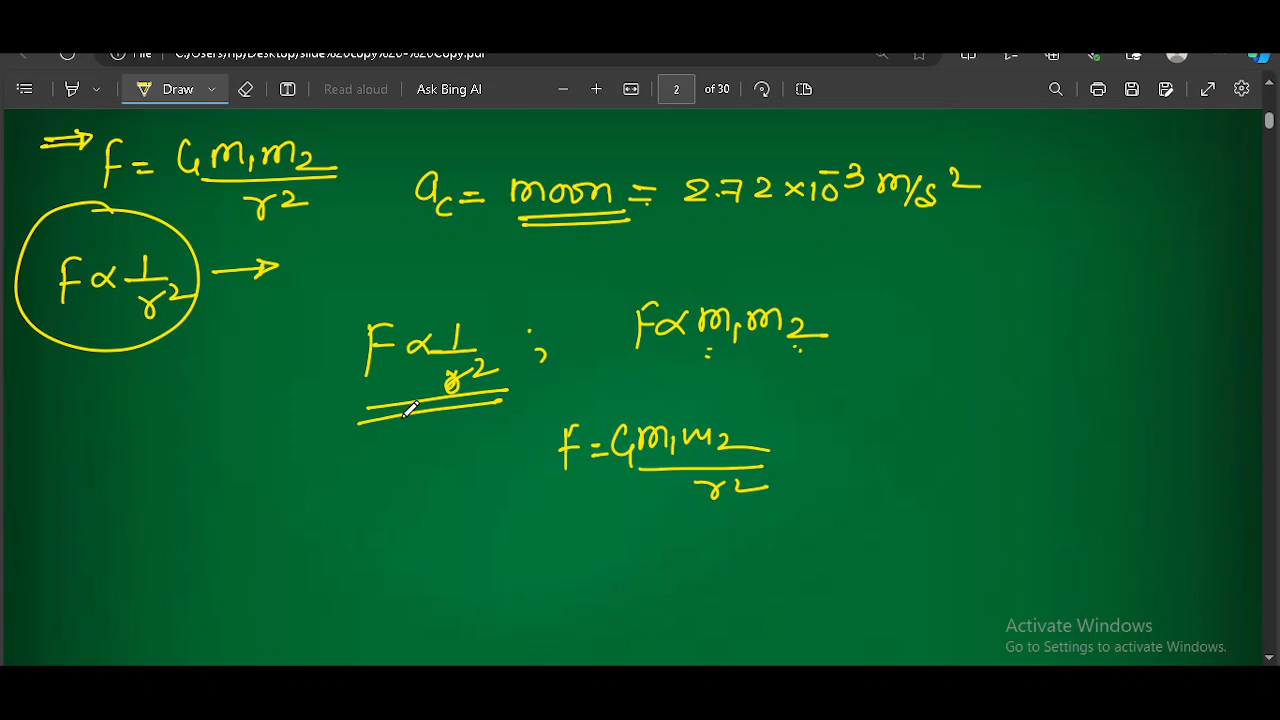 File C:/Users/hp/Desktop/slide%20copy%20-%20Copy.pdf
Draw Read aloud Ask Bing AI 2 of 30
⇒ F = Gm₁m₂/r²
a_c = moon = 2.72×10⁻³ m/s²
F ∝ 1/r² →
F ∝ 1/r² ; F ∝ m₁m₂
F = Gm₁m₂/r²
Activate Windows
Go to Settings to activate Windows.